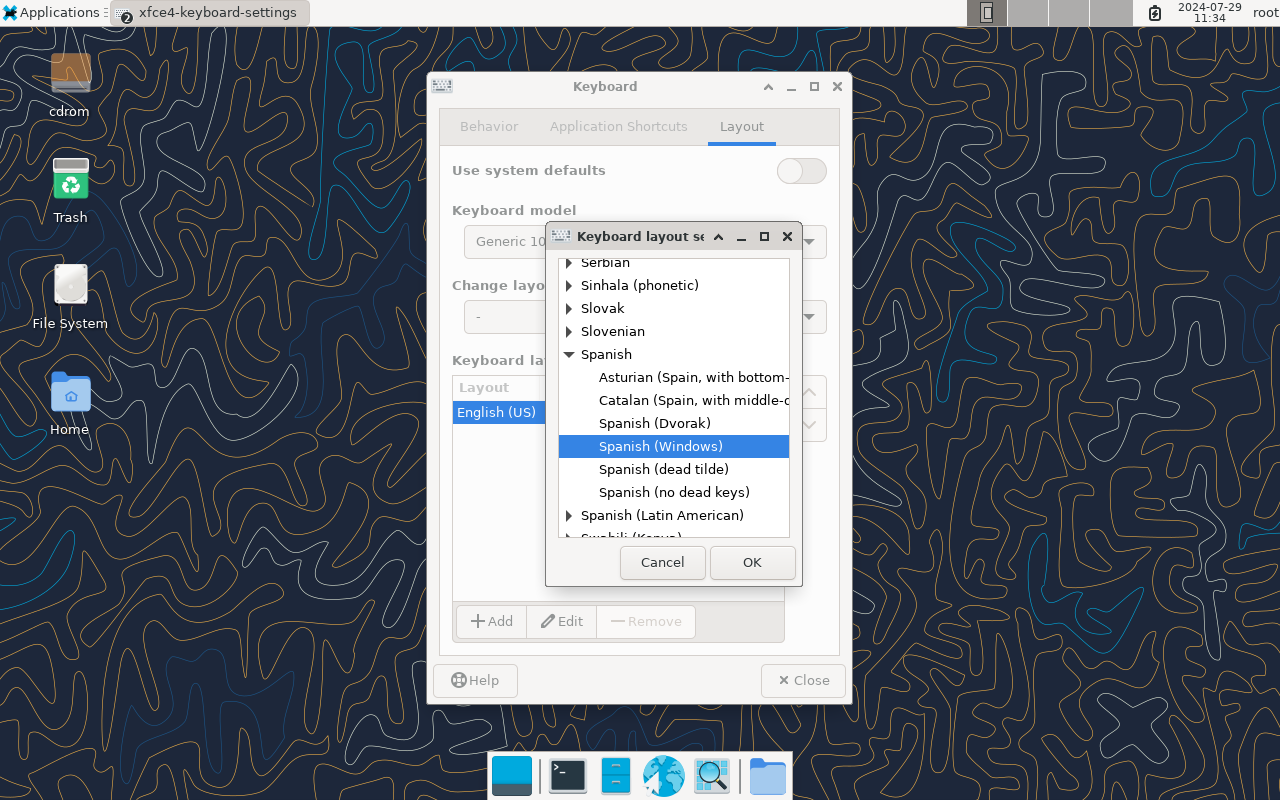 Applications
2 xfce4-keyboard-settings
2024-07-29
11:34
root
cdrom
Trash
File System
Home
Keyboard
Behavior
Application Shortcuts
Layout
Use system defaults
Keyboard model
Generic 10
Change layo
-
Keyboard la
Layout
English (US)
Keyboard layout se
Serbian
Sinhala (phonetic)
Slovak
Slovenian
Spanish
Asturian (Spain, with bottom-
Catalan (Spain, with middle-d
Spanish (Dvorak)
Spanish (Windows)
Spanish (dead tilde)
Spanish (no dead keys)
Spanish (Latin American)
Swahili (Kenya)
Cancel
OK
Add
Edit
Remove
Help
Close